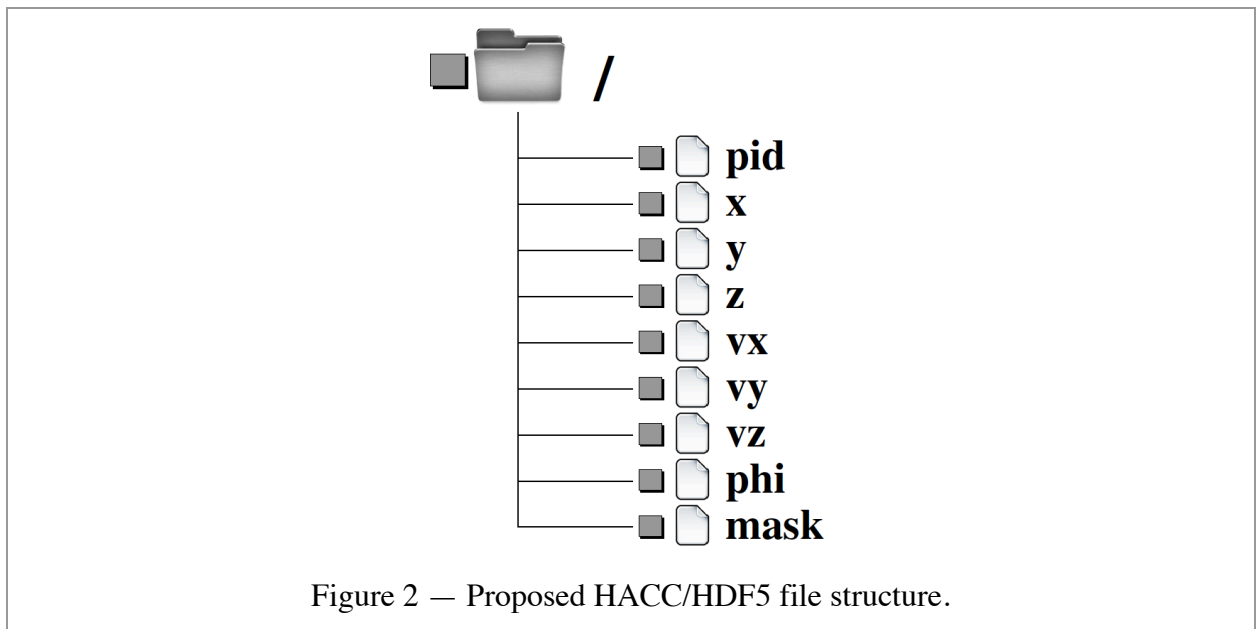 /
pid
x
y
z
vx
vy
vz
phi
mask
Figure 2 — Proposed HACC/HDF5 file structure.